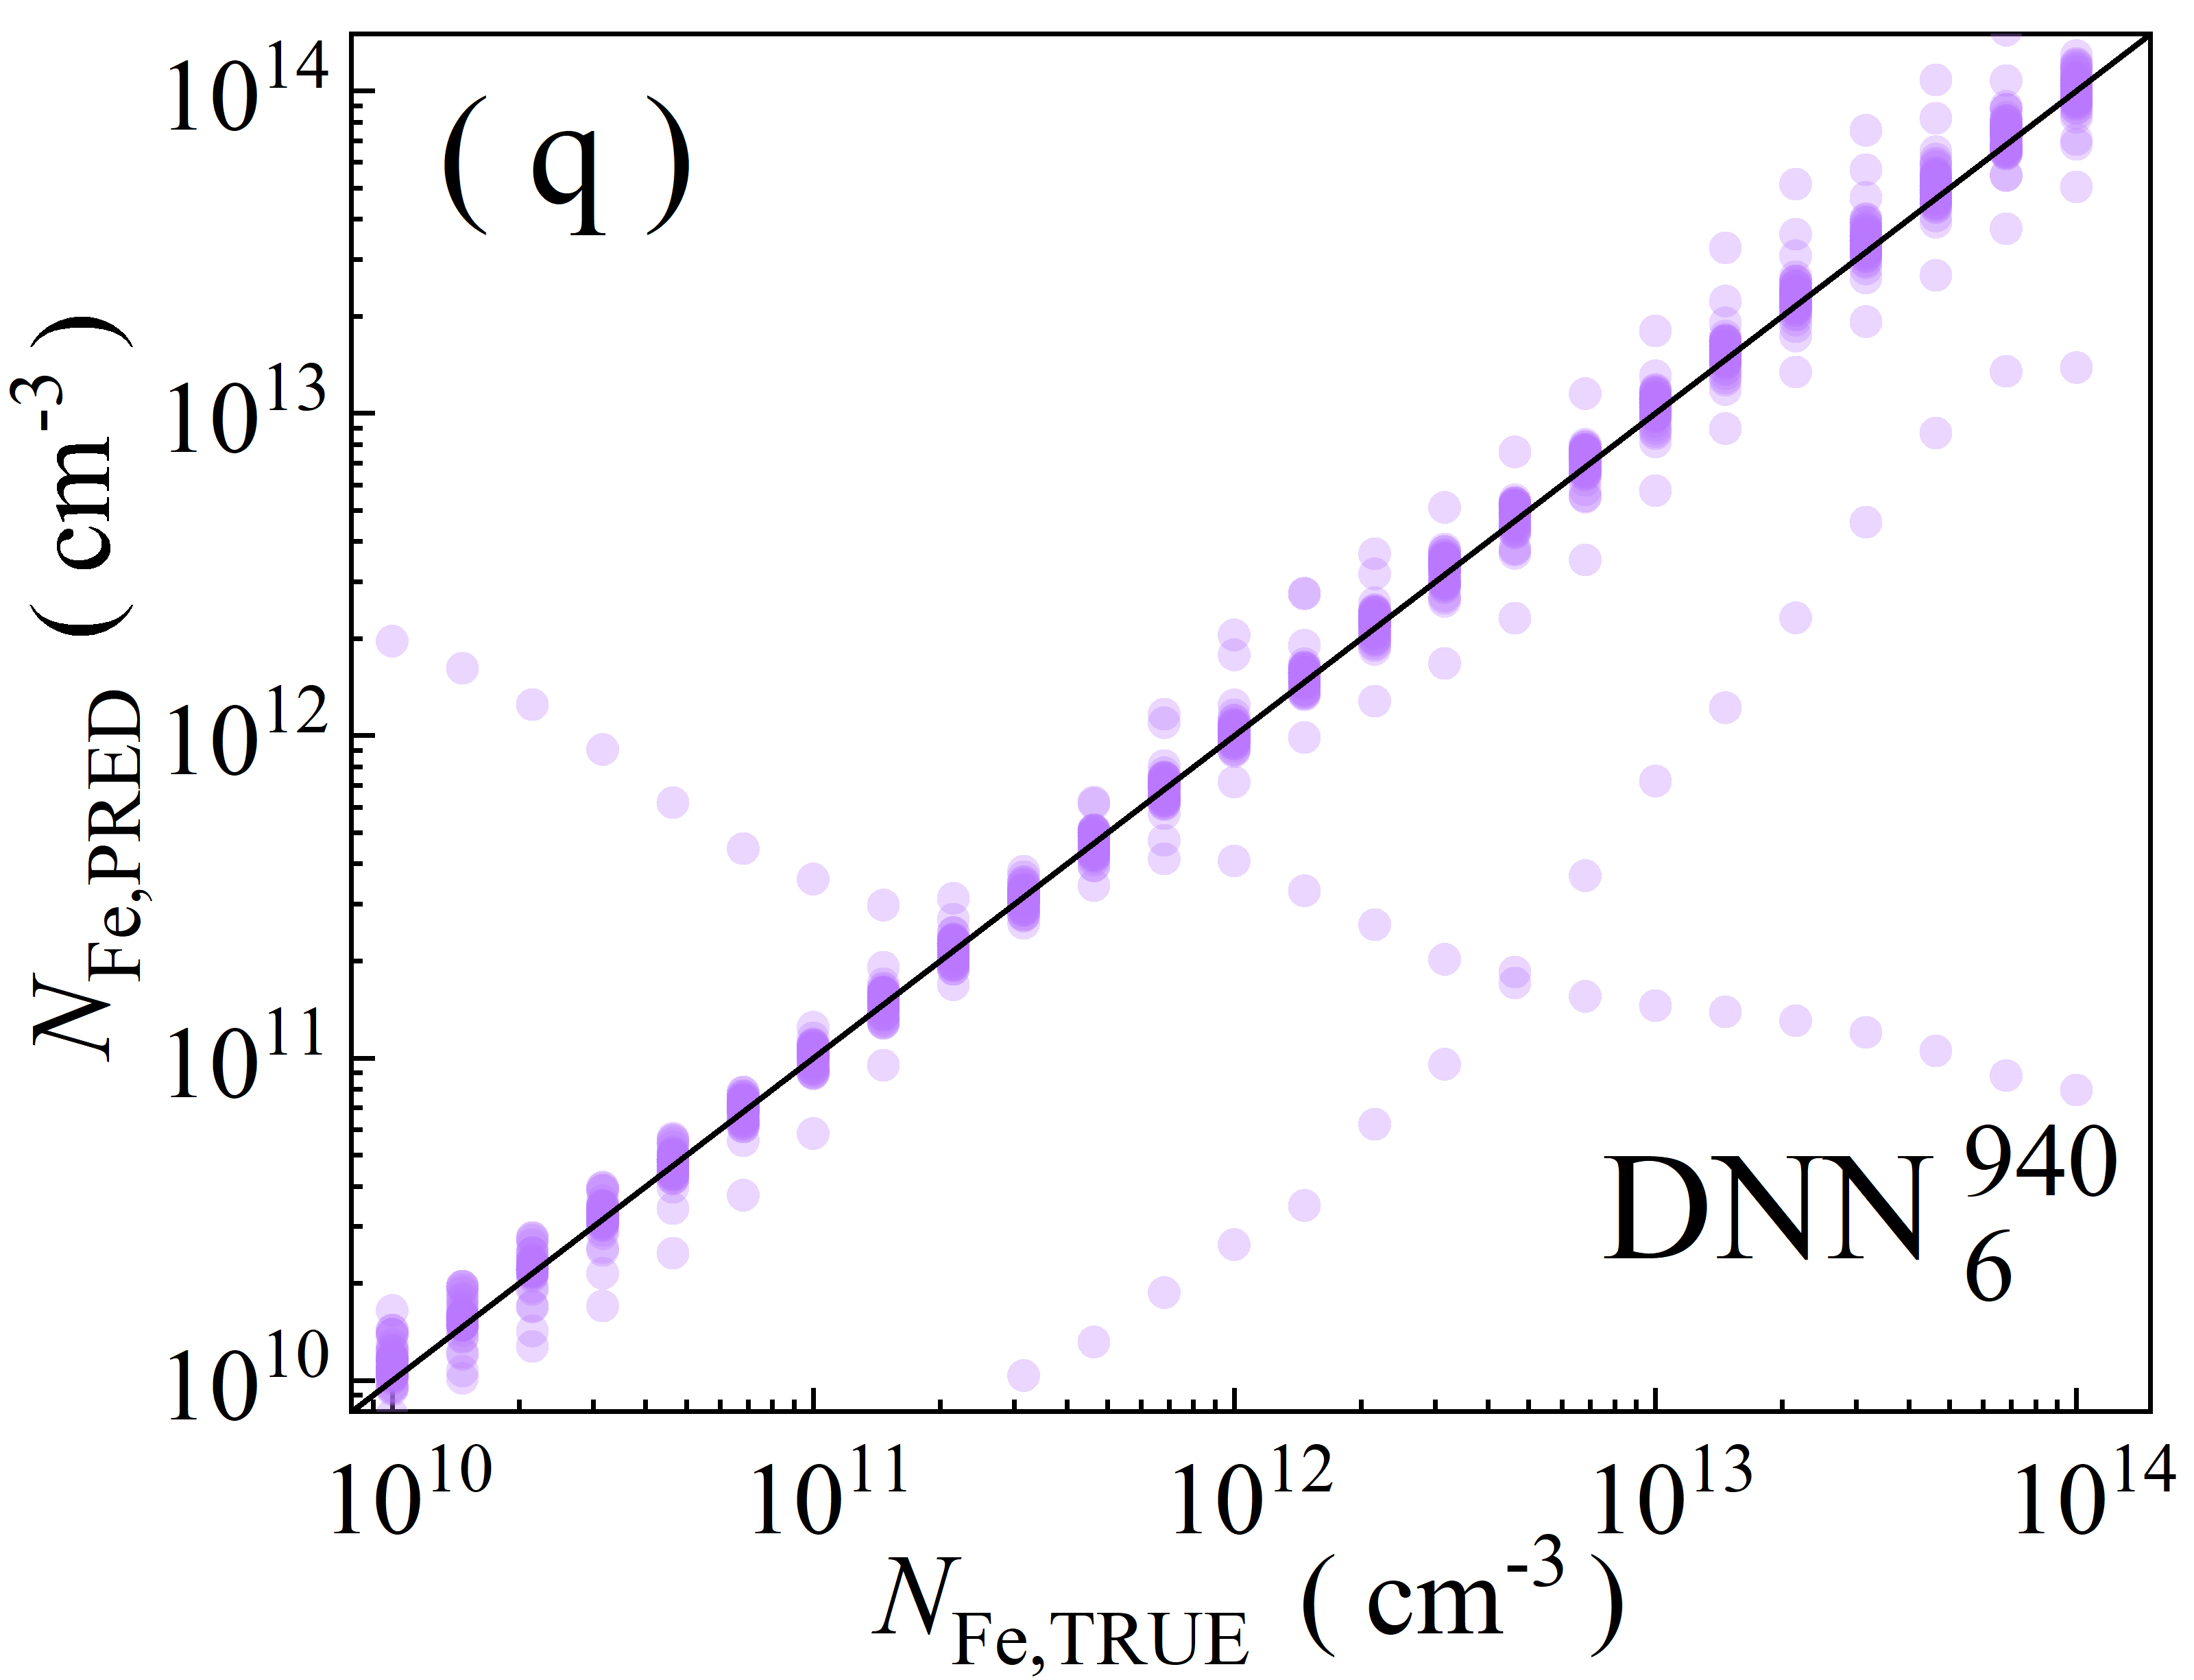 ( q )
10^14
10^13
10^12
10^11
10^10
N_Fe,PRED ( cm^-3 )
DNN ^940 _6
10^10 10^11 10^12 10^13 10^14
N_Fe,TRUE ( cm^-3 )